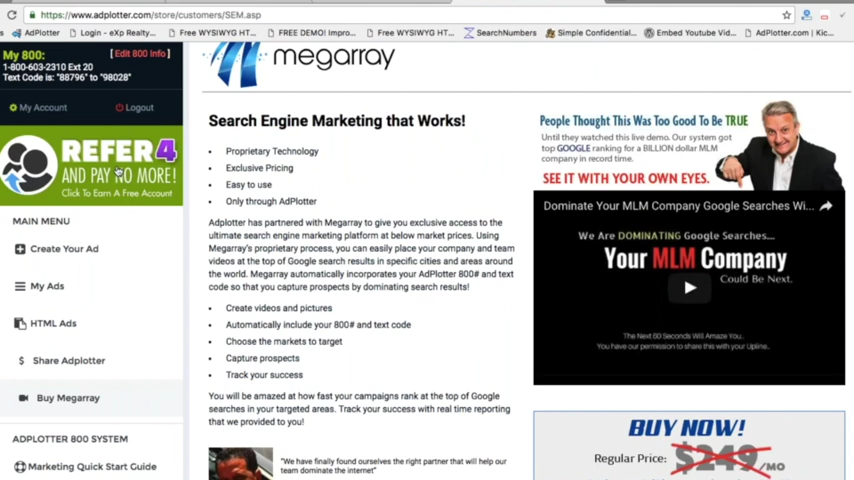 https://www.adplotter.com/store/customers/SEM.asp
AdPlotter
Login - eXp Realty...
Free WYSIWYG HT...
FREE DEMO! Impro...
Free WYSIWYG HT...
SearchNumbers
Simple Confidential...
Embed Youtube Vid...
AdPlotter.com | Kic...
My 800:
[ Edit 800 Info ]
1-800-603-2310 Ext 20
Text Code is: "88796" to "98028"
My Account
Logout
REFER 4
AND PAY NO MORE!
Click To Earn A Free Account
MAIN MENU
Create Your Ad
My Ads
HTML Ads
Share Adplotter
Buy Megarray
ADPLOTTER 800 SYSTEM
Marketing Quick Start Guide
megarray
Search Engine Marketing that Works!
Proprietary Technology
Exclusive Pricing
Easy to use
Only through AdPlotter
Adplotter has partnered with Megarray to give you exclusive access to the
ultimate search engine marketing platform at below market prices. Using
Megarray's proprietary process, you can easily place your company and team
videos at the top of Google search results in specific cities and areas around
the world. Megarray automatically incorporates your AdPlotter 800# and text
code so that you capture prospects by dominating search results!
Create videos and pictures
Automatically include your 800# and text code
Choose the markets to target
Capture prospects
Track your success
You will be amazed at how fast your campaigns rank at the top of Google
searches in your targeted areas. Track your success with real time reporting
that we provided to you!
"We have finally found ourselves the right partner that will help our
team dominate the internet"
People Thought This Was Too Good To Be TRUE
Until they watched this live demo. Our system got
top GOOGLE ranking for a BILLION dollar MLM
company in record time.
SEE IT WITH YOUR OWN EYES.
Dominate Your MLM Company Google Searches Wi...
We Are DOMINATING Google Searches....
Your MLM Company
Could Be Next.
The Next 60 Seconds Will Amaze You..
You have our permission to share this with your Upline..
BUY NOW!
Regular Price: $249/MO